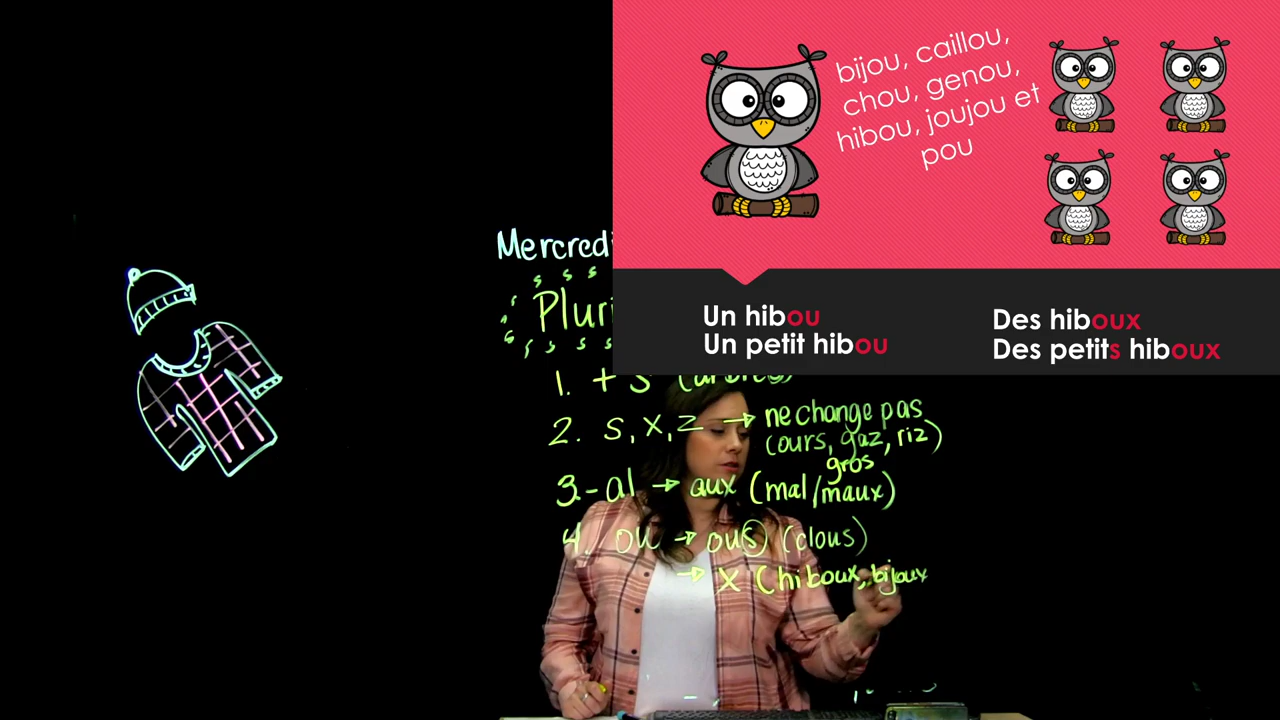 bijou, caillou,
chou, genou,
hibou, joujou et
pou
Un hibou
Un petit hibou
Des hiboux
Des petits hiboux
Mercredi
s s s
Pluri
s s s
1. + s
2. s, x, z → ne change pas
(cours, gaz, riz)
gros
3. -al → aux (mal/maux)
4. ou → ous (clous)
→ x (hiboux, bijoux